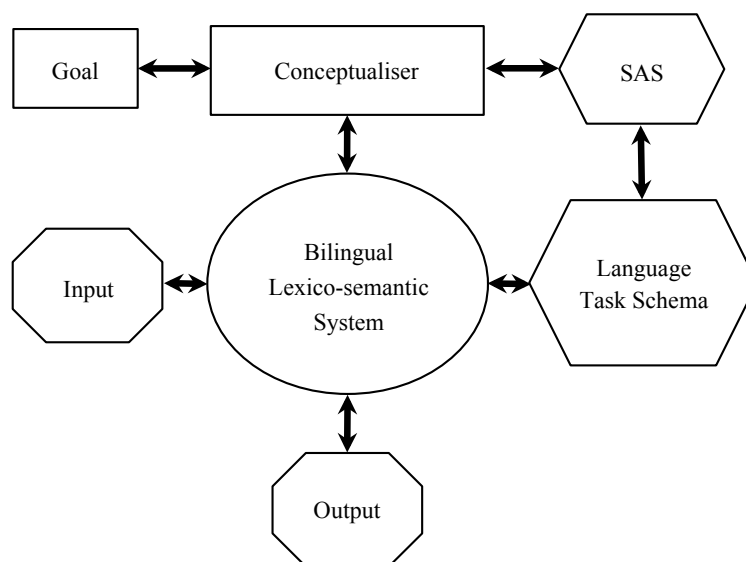 Goal
Conceptualiser
SAS
Bilingual
Lexico-semantic
System
Input
Language
Task Schema
Output